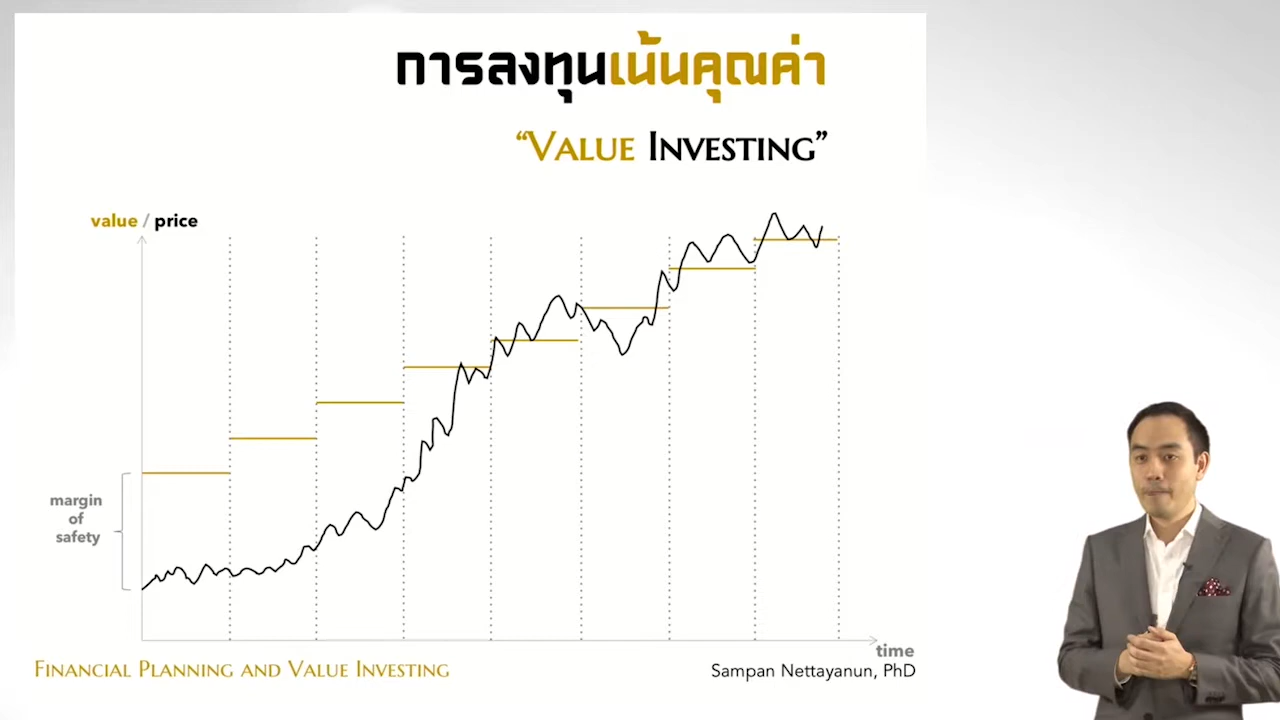 การลงทุนเน้นคุณค่า
“VALUE INVESTING”
value / price
margin
of
safety
time
FINANCIAL PLANNING AND VALUE INVESTING
Sampan Nettayanun, PhD